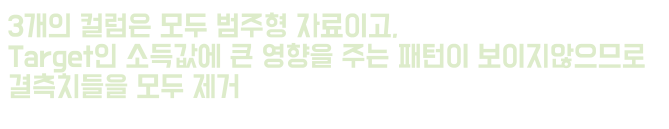 3개의 컬럼은 모두 범주형 자료이고,
Target인 소득값에 큰 영향을 주는 패턴이 보이지않으므로
결측치들을 모두 제거